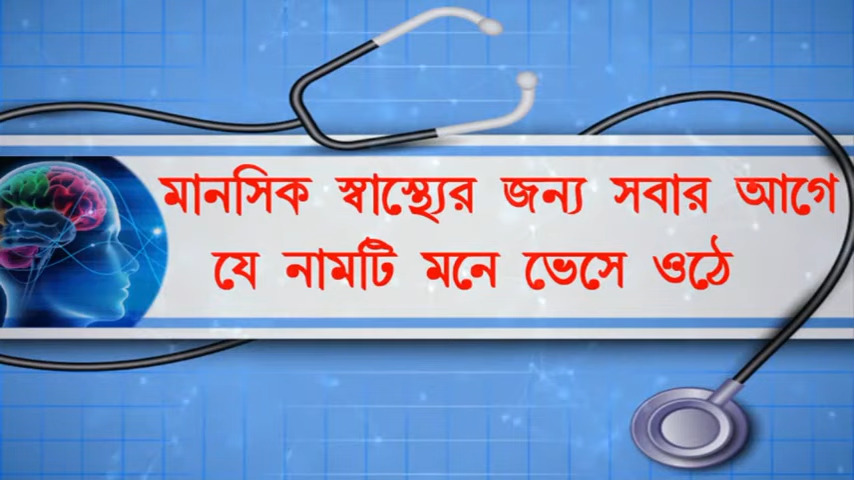 মানসিক স্বাস্থ্যের জন্য সবার আগে
যে নামটি মনে ভেসে ওঠে